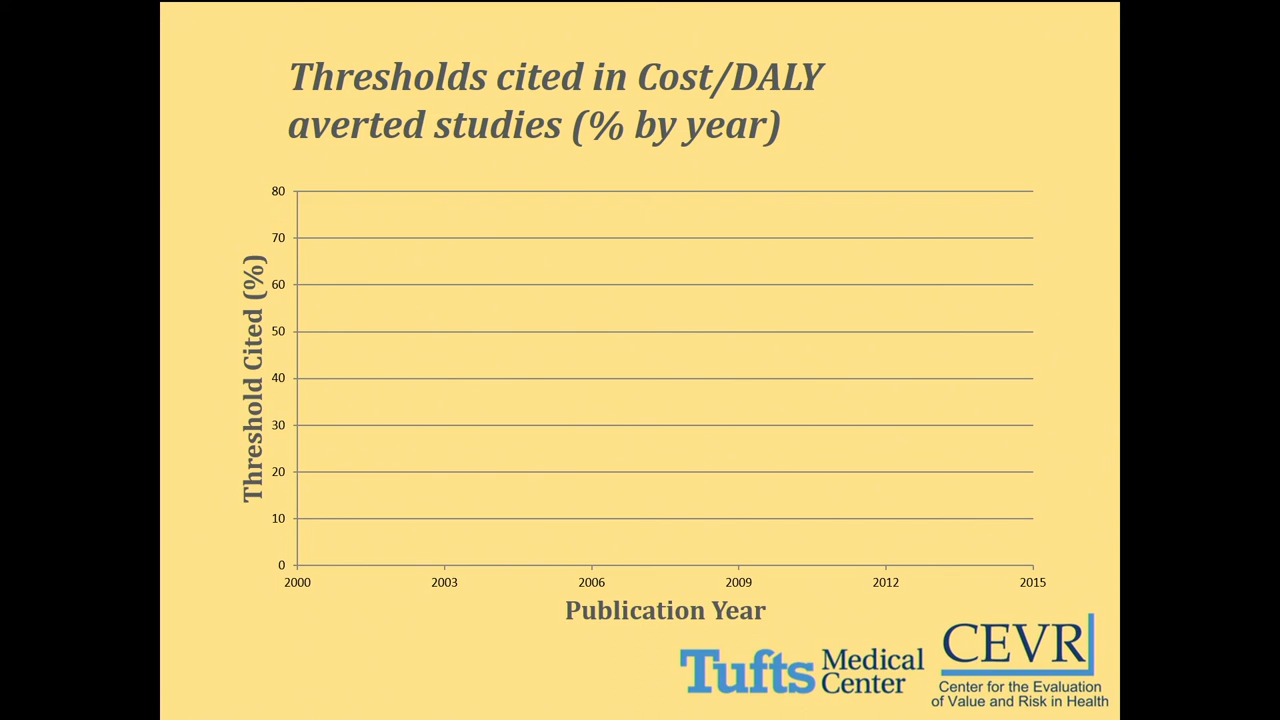 Thresholds cited in Cost/DALY
averted studies (% by year)
Threshold Cited (%)
80
70
60
50
40
30
20
10
0
2000 2003 2006 2009 2012 2015
Publication Year
Tufts Medical Center
CEVR
Center for the Evaluation
of Value and Risk in Health